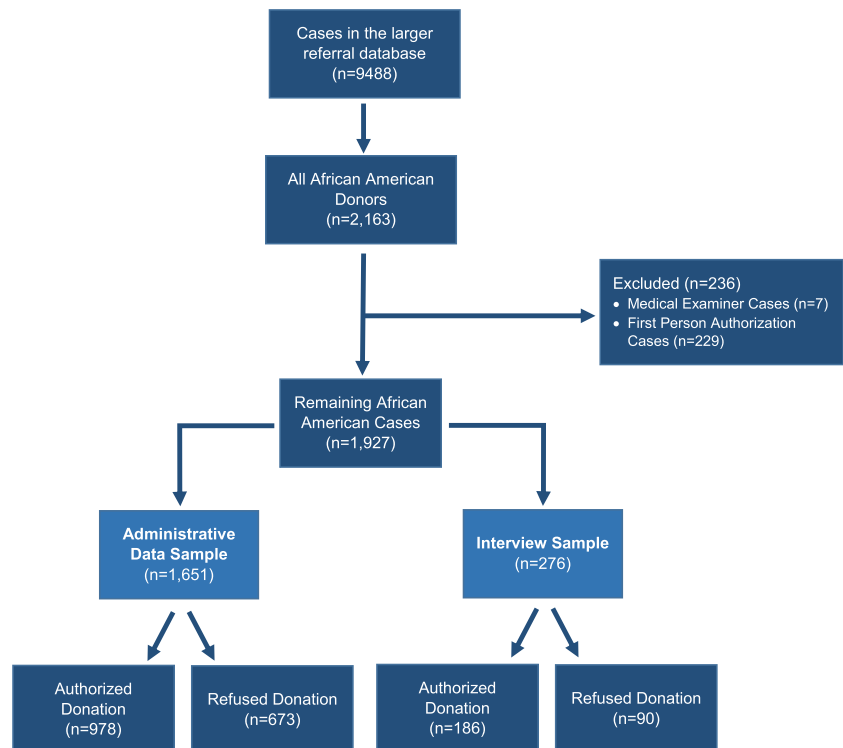 Cases in the larger
referral database
(n=9488)
All African American
Donors
(n=2,163)
Excluded (n=236)
• Medical Examiner Cases (n=7)
• First Person Authorization
Cases (n=229)
Remaining African
American Cases
(n=1,927)
Administrative
Data Sample
(n=1,651)
Interview Sample
(n=276)
Authorized
Donation
(n=978)
Refused Donation
(n=673)
Authorized
Donation
(n=186)
Refused Donation
(n=90)